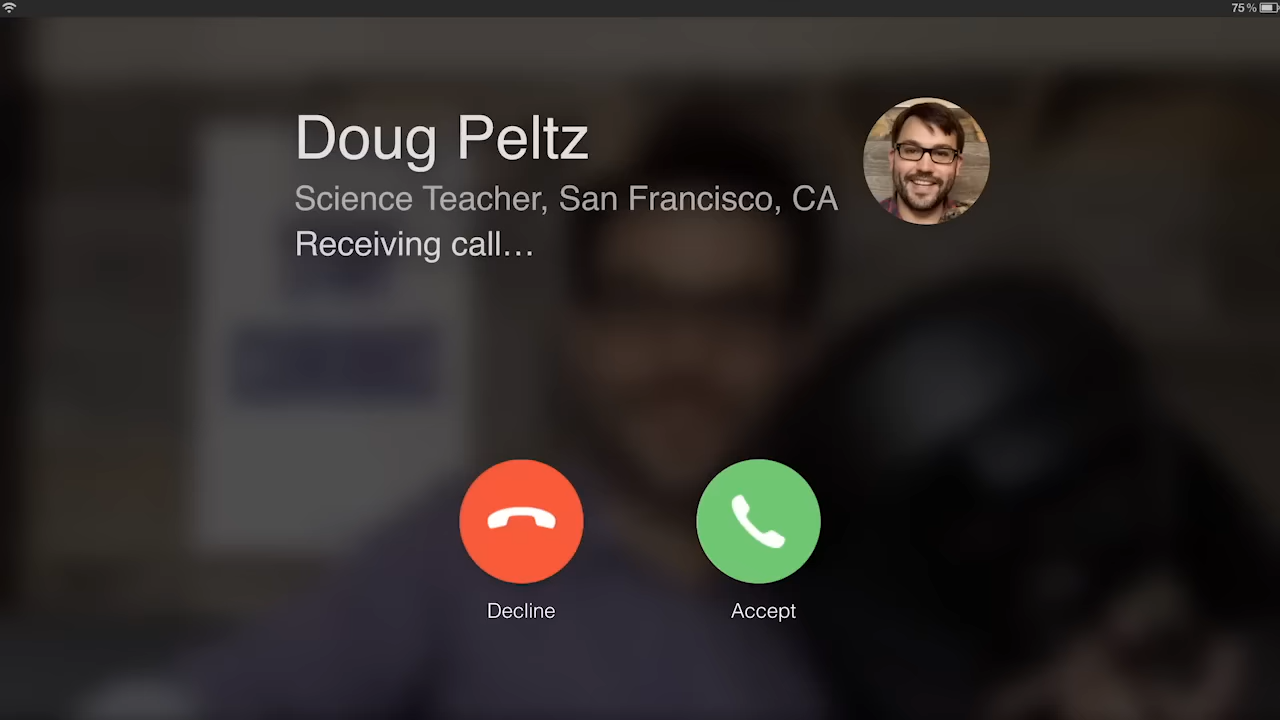 75 %
Doug Peltz
Science Teacher, San Francisco, CA
Receiving call...
Decline
Accept